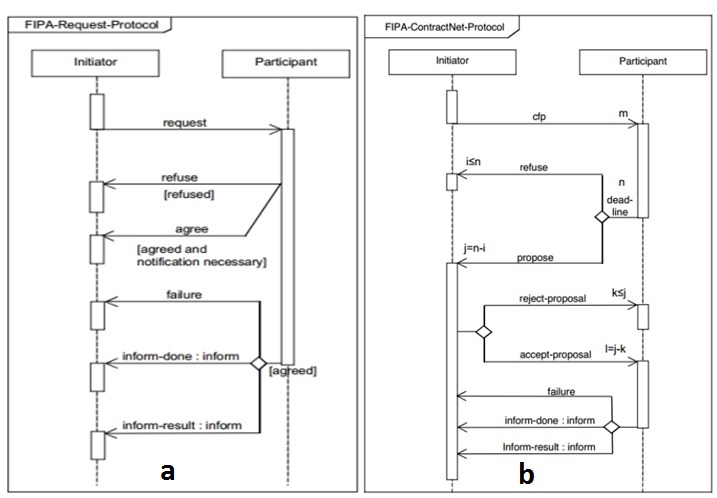 FIPA-Request-Protocol
Initiator
Participant
request
refuse
[refused]
agree
[agreed and
notification necessary]
failure
inform-done : inform
[agreed]
inform-result : inform
a
FIPA-ContractNet-Protocol
Initiator
Participant
cfp
m
i≤n
refuse
n
dead-
line
j=n-i
propose
reject-proposal
k≤j
accept-proposal
l=j-k
failure
inform-done : inform
Inform-result : inform
b